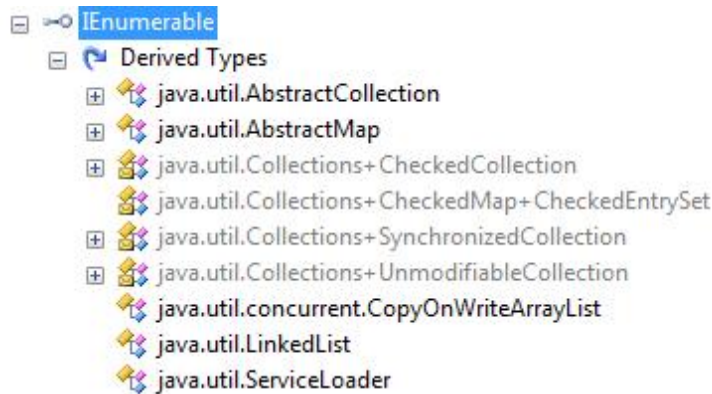 IEnumerable
Derived Types
java.util.AbstractCollection
java.util.AbstractMap
java.util.Collections+CheckedCollection
java.util.Collections+CheckedMap+CheckedEntrySet
java.util.Collections+SynchronizedCollection
java.util.Collections+UnmodifiableCollection
java.util.concurrent.CopyOnWriteArrayList
java.util.LinkedList
java.util.ServiceLoader